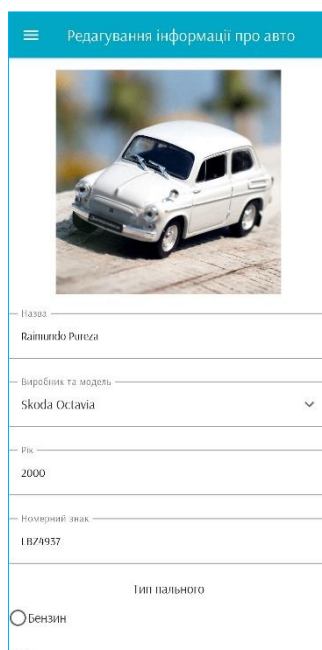 Редагування інформації про авто
Назва
Raimundo Pureza
Виробник та модель
Skoda Octavia
Рік
2000
Номерний знак
LBZ4937
Тип пального
Бензин